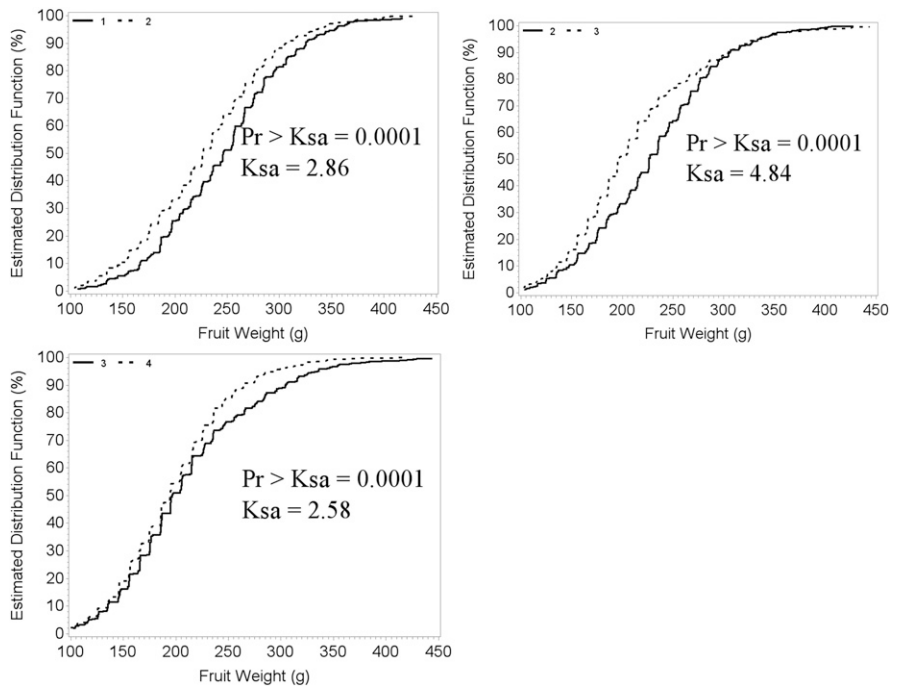 1 2
Estimated Distribution Function (%)
100
90
80
70
60
50
40
30
20
10
0
Pr > Ksa = 0.0001
Ksa = 2.86
100 150 200 250 300 350 400 450
Fruit Weight (g)
2 3
Estimated Distribution Function (%)
100
90
80
70
60
50
40
30
20
10
0
Pr > Ksa = 0.0001
Ksa = 4.84
100 150 200 250 300 350 400 450
Fruit Weight (g)
3 4
Estimated Distribution Function (%)
100
90
80
70
60
50
40
30
20
10
0
Pr > Ksa = 0.0001
Ksa = 2.58
100 150 200 250 300 350 400 450
Fruit Weight (g)